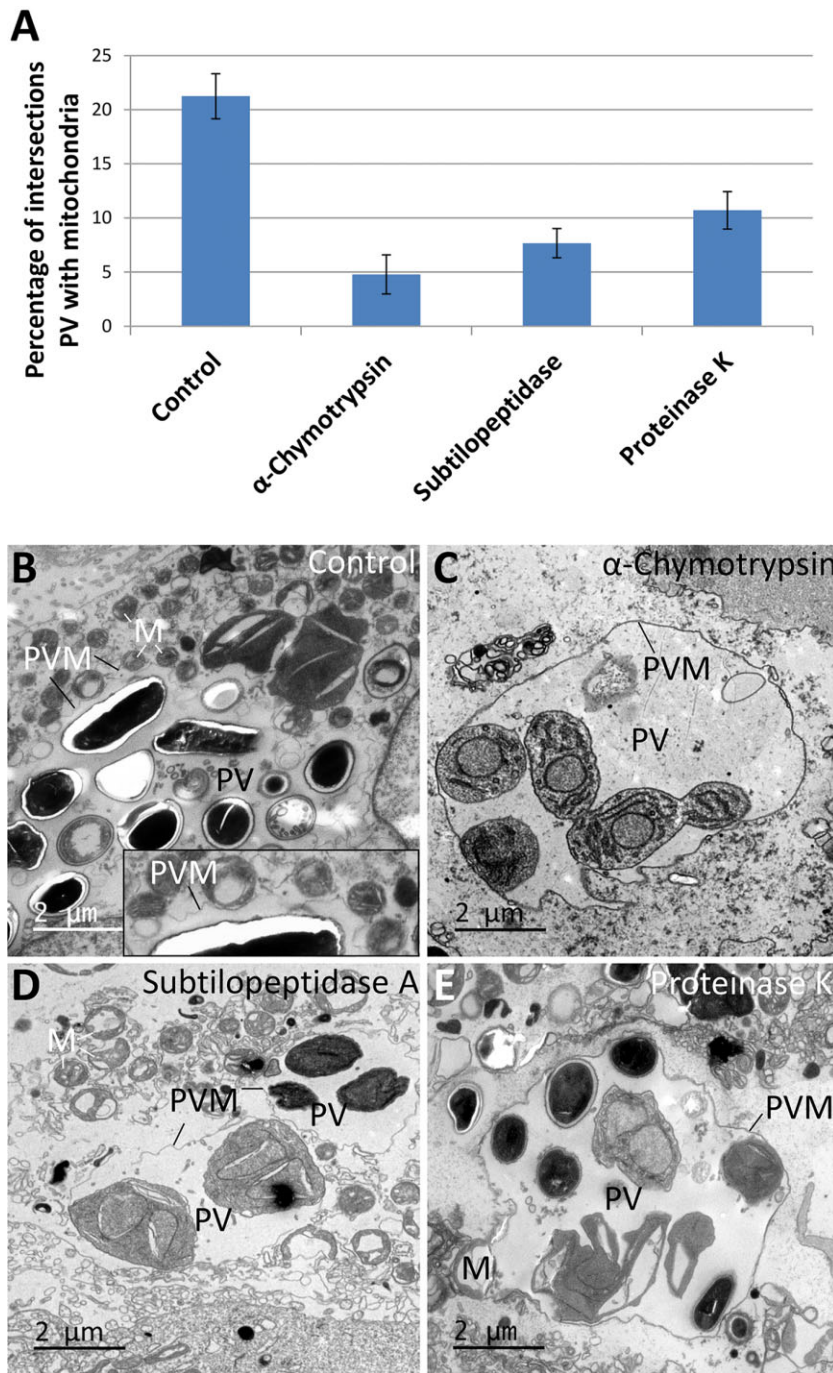 A
Percentage of intersections
PV with mitochondria
25
20
15
10
5
0
Control
α-Chymotrypsin
Subtilopeptidase
Proteinase K
B
Control
M
PVM
PV
PVM
2 μm
C
α-Chymotrypsin
PVM
PV
2 μm
D
Subtilopeptidase A
M
PVM
PV
PV
2 μm
E
Proteinase K
PVM
PV
M
2 μm